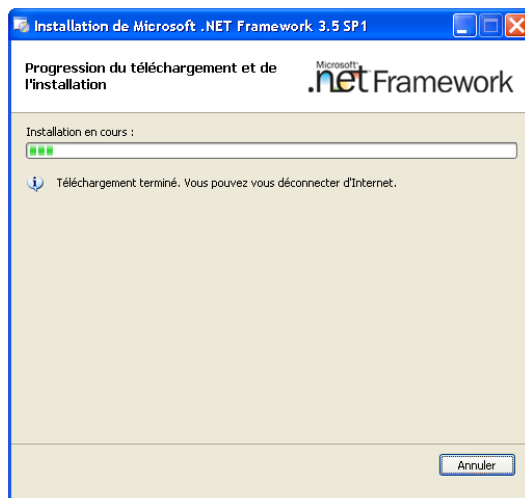 Installation de Microsoft .NET Framework 3.5 SP1
Progression du téléchargement et de
l'installation
Microsoft
.net Framework
Installation en cours :
Téléchargement terminé. Vous pouvez vous déconnecter d'Internet.
Annuler